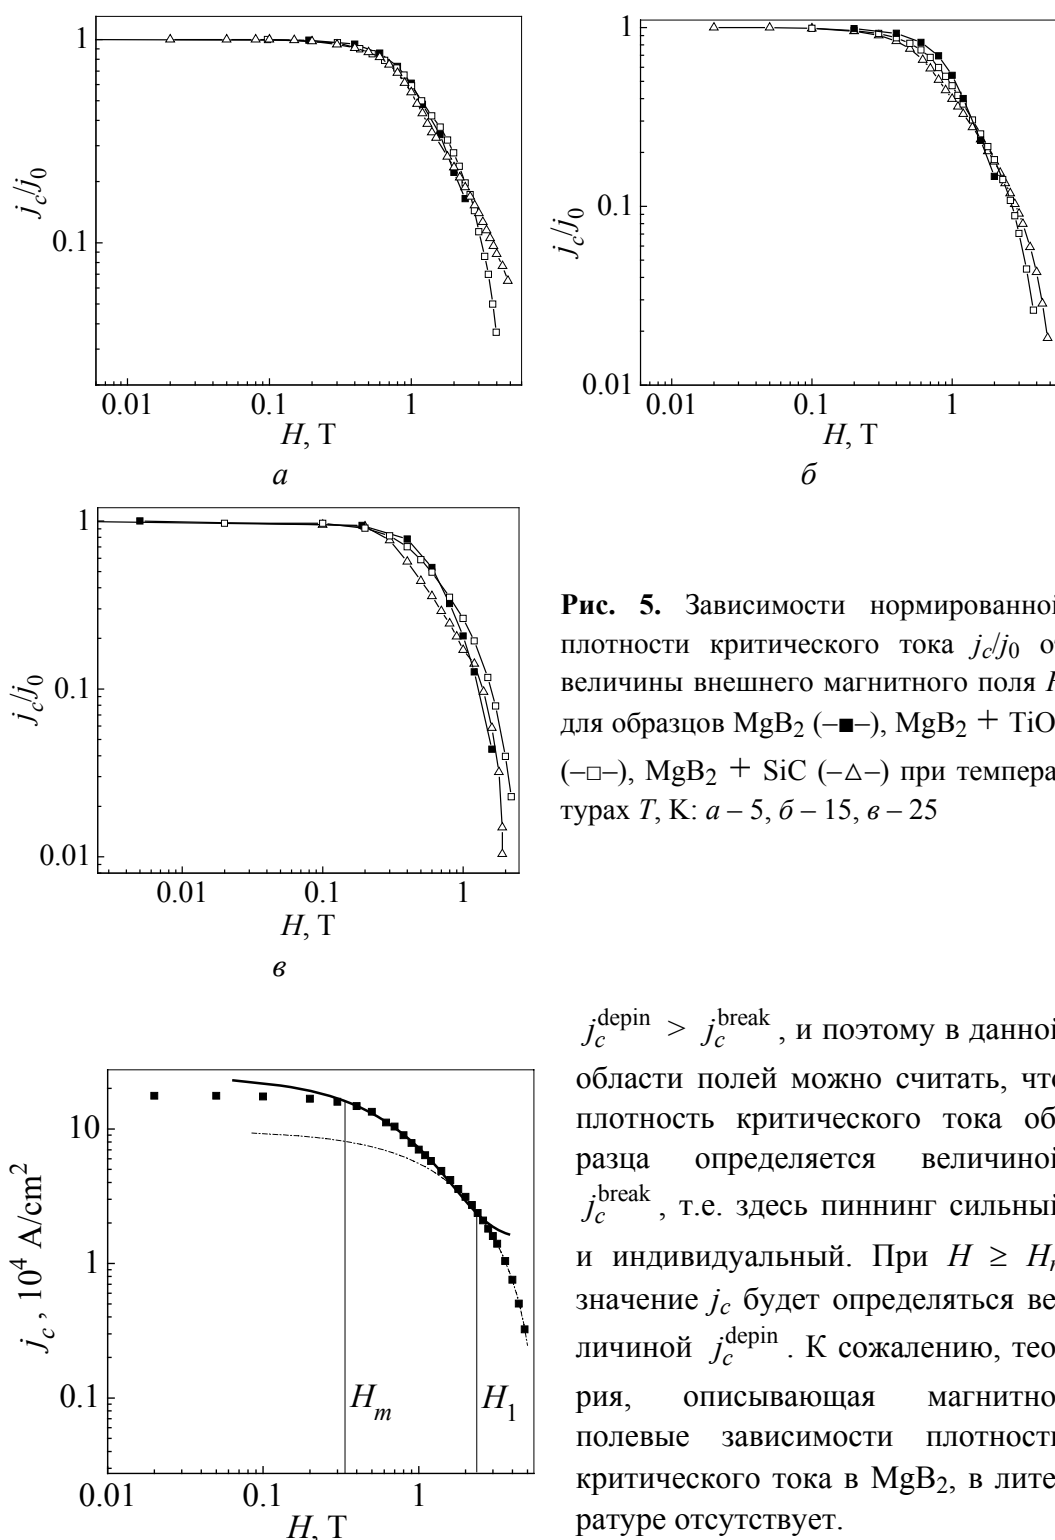 1
0.1
j_c/j_0
0.01
0.1
1
H, T
а
1
0.1
0.01
j_c/j_0
0.01
0.1
1
H, T
б
1
0.1
0.01
j_c/j_0
0.01
0.1
1
H, T
в
Рис. 5. Зависимости нормированной
плотности критического тока j_c/j_0
величины внешнего магнитного поля
для образцов MgB2 (–■–), MgB2 + TiO
(–□–), MgB2 + SiC (–△–) при темпера
турах T, K: а – 5, б – 15, в – 25
10
1
0.1
j_c, 10^4 A/cm^2
H_m
H_1
0.01
0.1
1
H, T
j_c^depin > j_c^break, и поэтому в данной
области полей можно считать, что
плотность критического тока об
разца определяется величиной
j_c^break, т.е. здесь пиннинг сильный
и индивидуальный. При H ≥
значение j_c будет определяться ве
личиной j_c^depin. К сожалению, тео
рия, описывающая магнитно
полевые зависимости плотности
критического тока в MgB2, в лите
ратуре отсутствует.